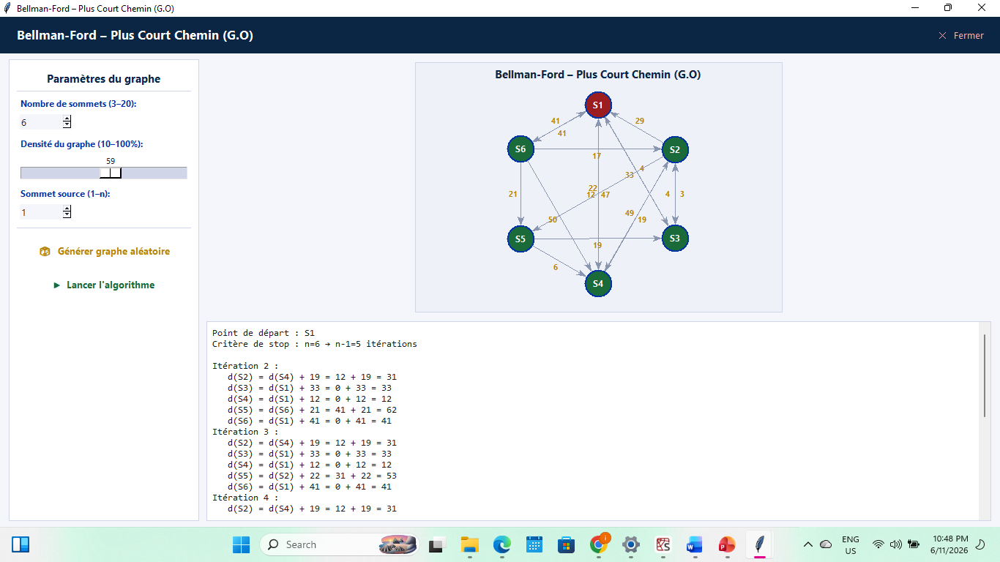 Bellman-Ford – Plus Court Chemin (G.O)
Bellman-Ford – Plus Court Chemin (G.O)
Fermer
Paramètres du graphe
Nombre de sommets (3–20):
6
Densité du graphe (10–100%):
59
Sommet source (1–n):
1
Générer graphe aléatoire
► Lancer l'algorithme
Bellman-Ford – Plus Court Chemin (G.O)
S1
41
29
41
S6
S2
17
4
33
22
21
12
47
4
3
49
50
19
S5
S3
19
6
S4
Point de départ : S1
Critère de stop : n=6 → n-1=5 itérations
Itération 2 :
d(S2) = d(S4) + 19 = 12 + 19 = 31
d(S3) = d(S1) + 33 = 0 + 33 = 33
d(S4) = d(S1) + 12 = 0 + 12 = 12
d(S5) = d(S6) + 21 = 41 + 21 = 62
d(S6) = d(S1) + 41 = 0 + 41 = 41
Itération 3 :
d(S2) = d(S4) + 19 = 12 + 19 = 31
d(S3) = d(S1) + 33 = 0 + 33 = 33
d(S4) = d(S1) + 12 = 0 + 12 = 12
d(S5) = d(S2) + 22 = 31 + 22 = 53
d(S6) = d(S1) + 41 = 0 + 41 = 41
Itération 4 :
d(S2) = d(S4) + 19 = 12 + 19 = 31
Search
ENG
US
10:48 PM
6/11/2026